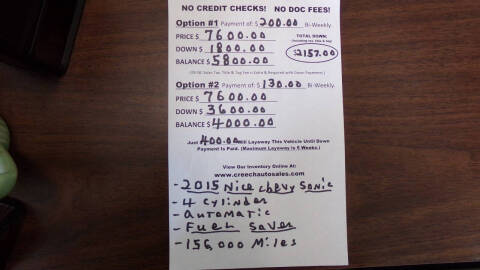 NO CREDIT CHECKS! NO DOC FEES!
Option #1 Payment of: $ 200.00 Bi-Weekly
PRICE $ 7600.00 TOTAL DOWN:
DOWN $ 1800.00 $2157.00
BALANCE $ 5800.00
Option #2 Payment of: $ 130.00 Bi-Weekly
PRICE $ 7600.00
DOWN $ 3600.00
BALANCE $ 4000.00
Just 400.00 Will Layaway This Vehicle Until Down
Payment Is Paid. (Maximum Layaway Is 6 Weeks.)
View Our Inventory Online At:
www.creechautosales.com
- 2015 Nice Chevy Sonic
- 4 cylinder
- Automatic
- Fuel Saver
- 156,000 Miles